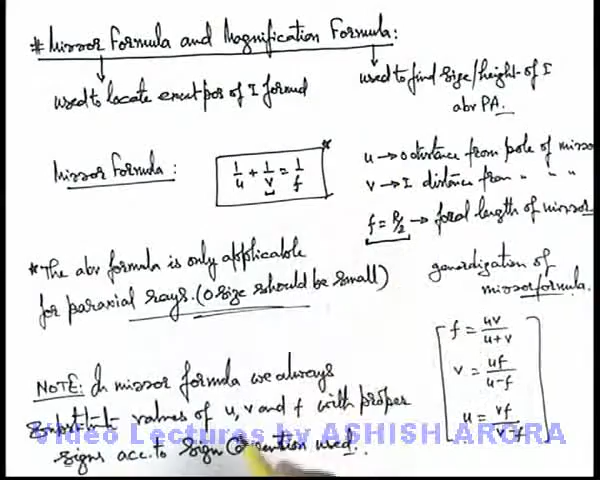 # Mirror Formula and Magnification Formula:
used to locate exact pos of I formed
used to find size/height of I
abv PA.
Mirror Formula:
1/u + 1/v = 1/f
*
u → O distance from pole of mirror
v → I distance from " " "
f = R/2 → focal length of mirror
* The abv formula is only applicable
for paraxial rays. (O size should be small)
generalization of
mirror formula.
f = uv/u+v
v = uf/u-f
u = vf/v-f
NOTE: In mirror formula we always
values of u, v and f with proper
signs acc. to sign used.
Video Lectures by ASHISH ARORA